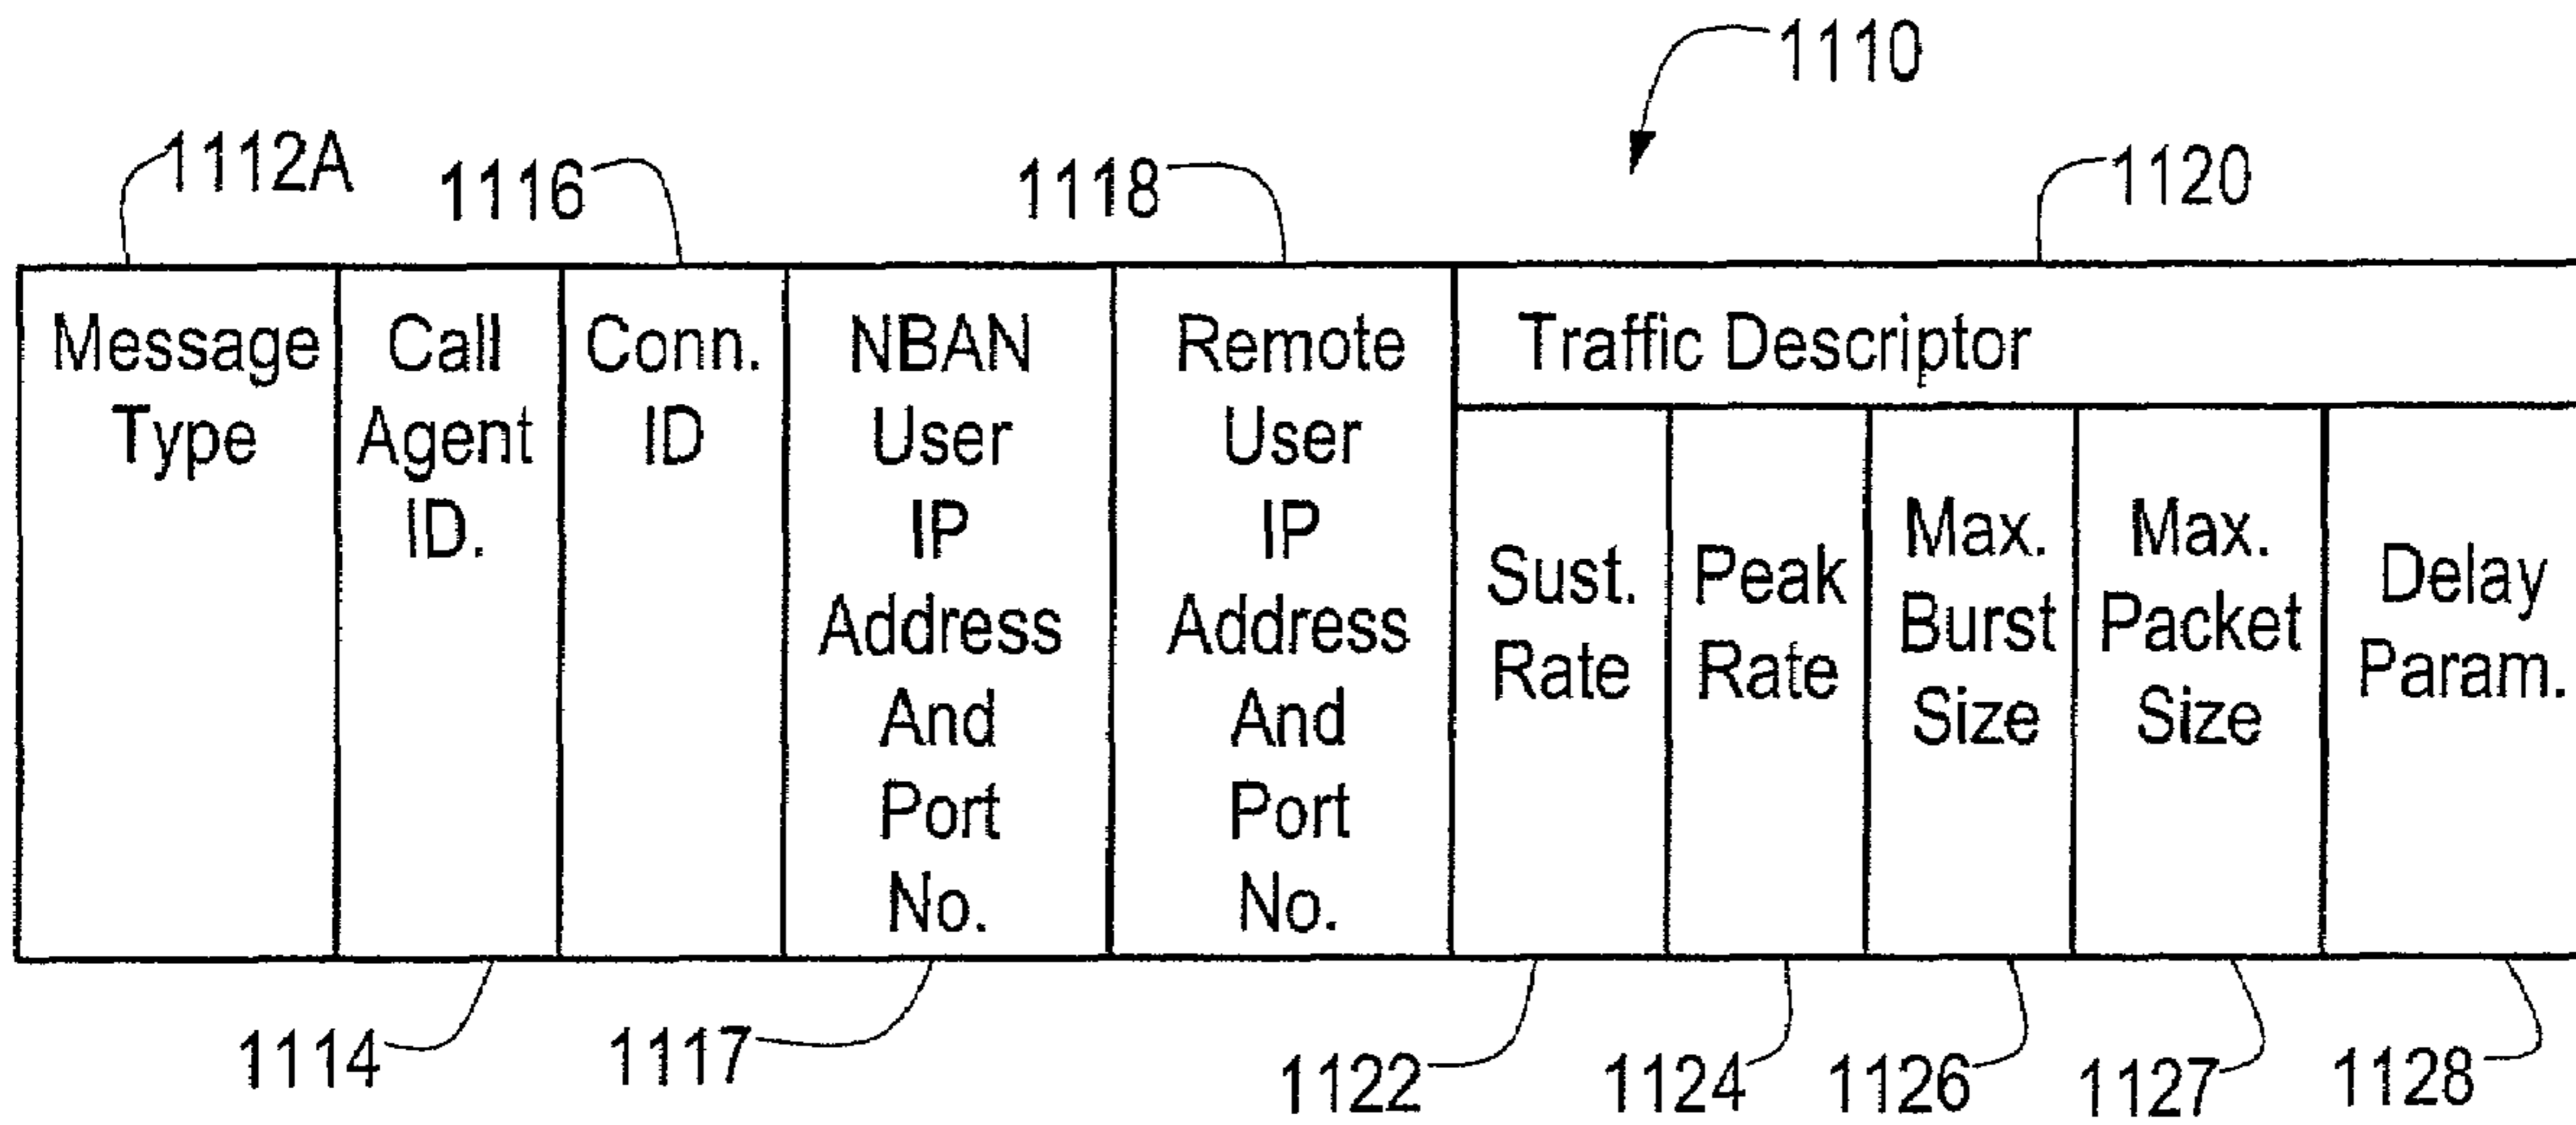 1110
1112A
1116
1118
1120
Message
Type
Call
Agent
ID.
Conn.
ID
NBAN
User
IP
Address
And
Port
No.
Remote
User
IP
Address
And
Port
No.
Traffic Descriptor
Sust.
Rate
Peak
Rate
Max.
Burst
Size
Max.
Packet
Size
Delay
Param.
1114
1117
1122
1124
1126
1127
1128